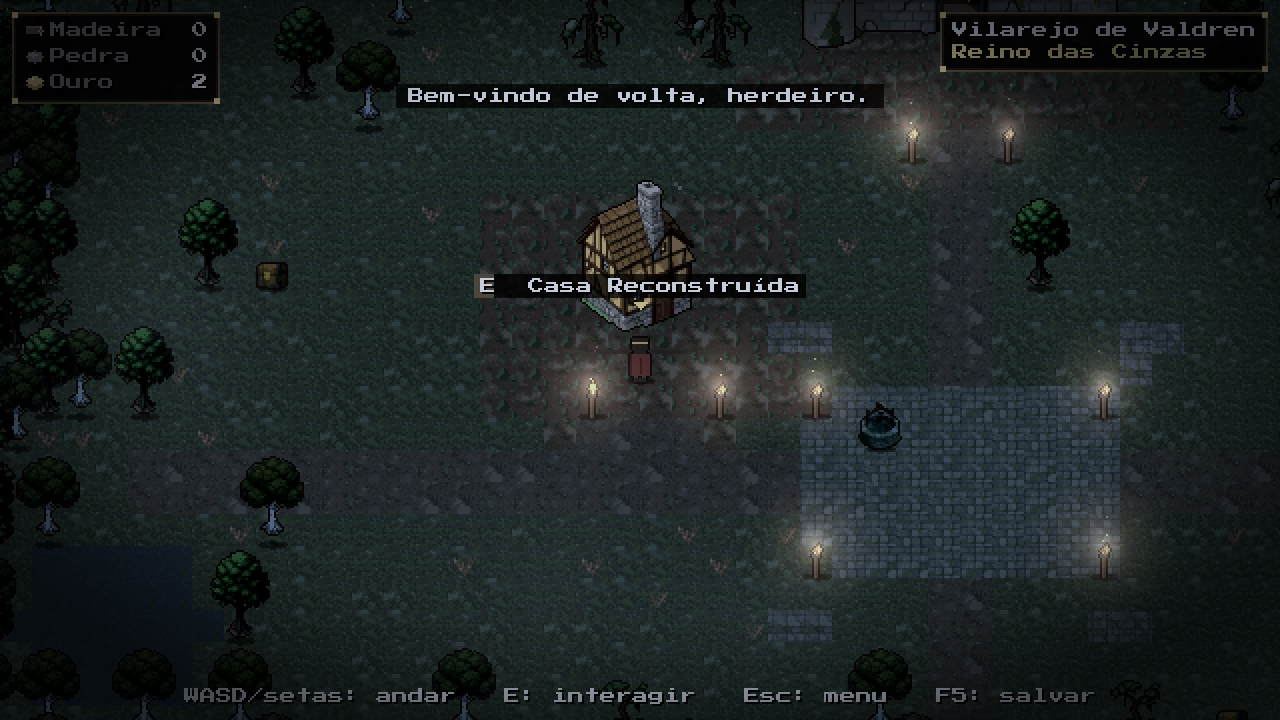 Madeira 0
Pedra 0
Ouro 2
Vilarejo de Valdren
Reino das Cinzas
Bem-vindo de volta, herdeiro.
E Casa Reconstruída
WASD/setas: andar E: interagir Esc: menu F5: salvar